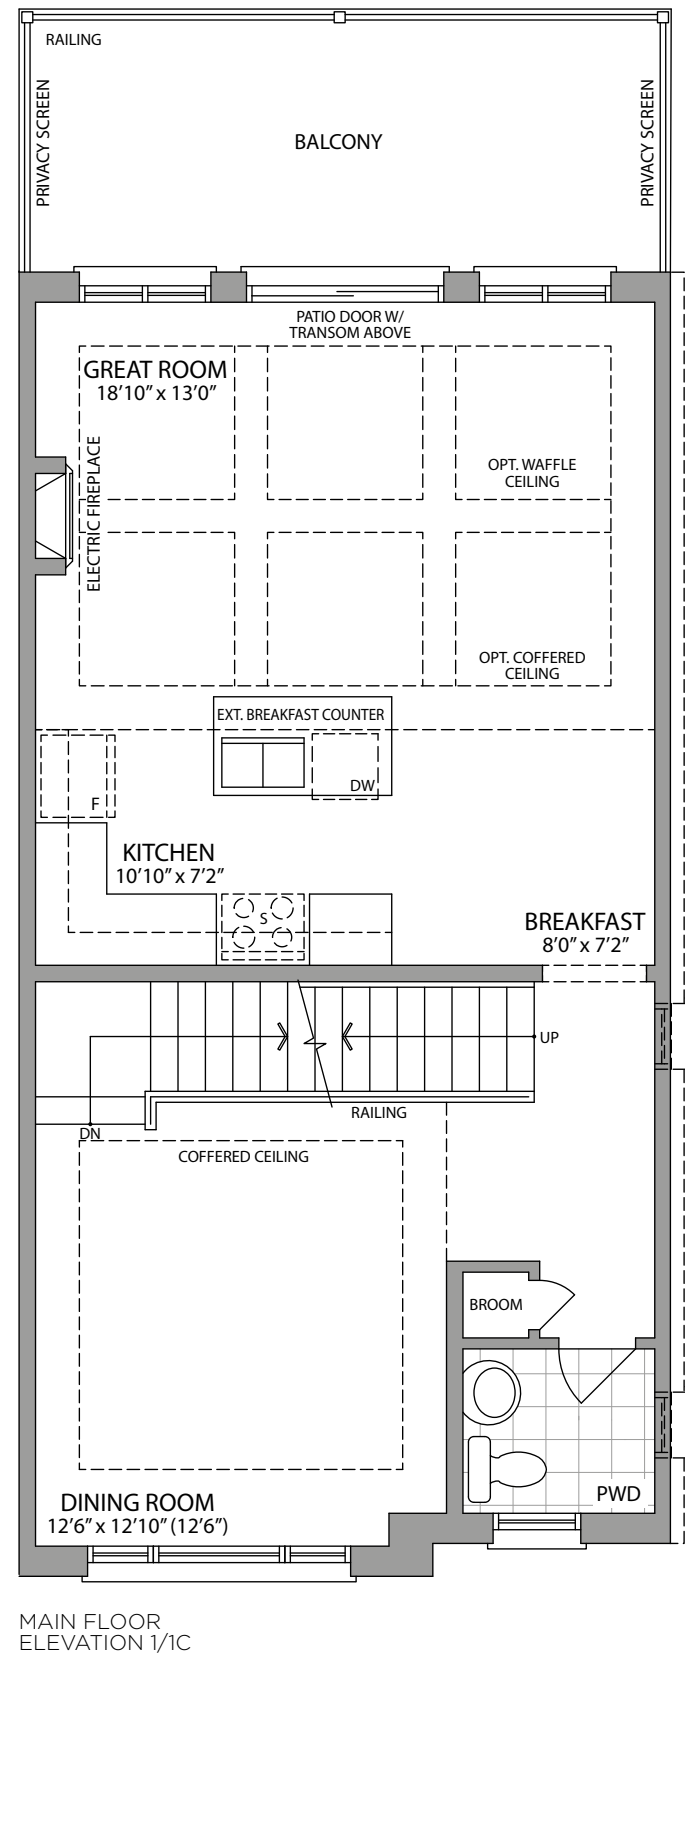 RAILING
PRIVACY SCREEN
PRIVACY SCREEN
BALCONY
PATIO DOOR W/
TRANSOM ABOVE
GREAT ROOM
18'10" x 13'0"
ELECTRIC FIREPLACE
OPT. WAFFLE
CEILING
OPT. COFFERED
CEILING
EXT. BREAKFAST COUNTER
DW
F
KITCHEN
10'10" x 7'2"
S
BREAKFAST
8'0" x 7'2"
UP
RAILING
DN
COFFERED CEILING
BROOM
PWD
DINING ROOM
12'6" x 12'10" (12'6")
MAIN FLOOR
ELEVATION 1/1C